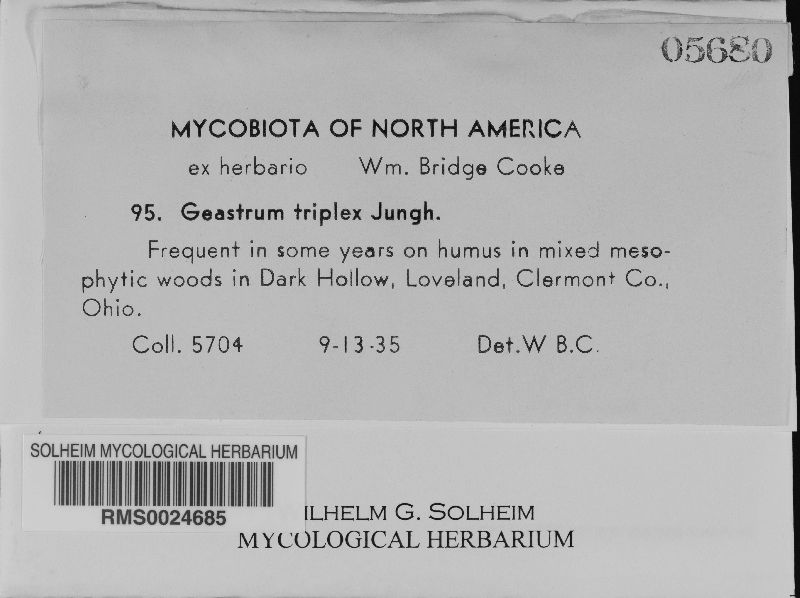 05680
MYCOBIOTA OF NORTH AMERICA
ex herbario Wm. Bridge Cooke
95. Geastrum triplex Jungh.
Frequent in some years on humus in mixed meso-
phytic woods in Dark Hollow, Loveland, Clermont Co.,
Ohio.
Coll. 5704 9-13-35 Det. W B.C.
SOLHEIM MYCOLOGICAL HERBARIUM
RMS0024685
ILHELM G. SOLHEIM
MYCOLOGICAL HERBARIUM